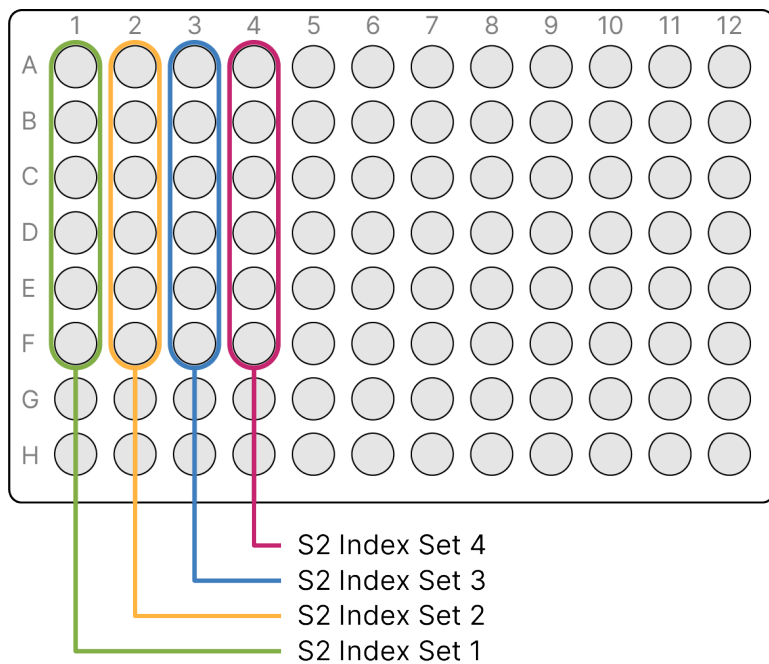 1 2 3 4 5 6 7 8 9 10 11 12
A
B
C
D
E
F
G
H
S2 Index Set 4
S2 Index Set 3
S2 Index Set 2
S2 Index Set 1